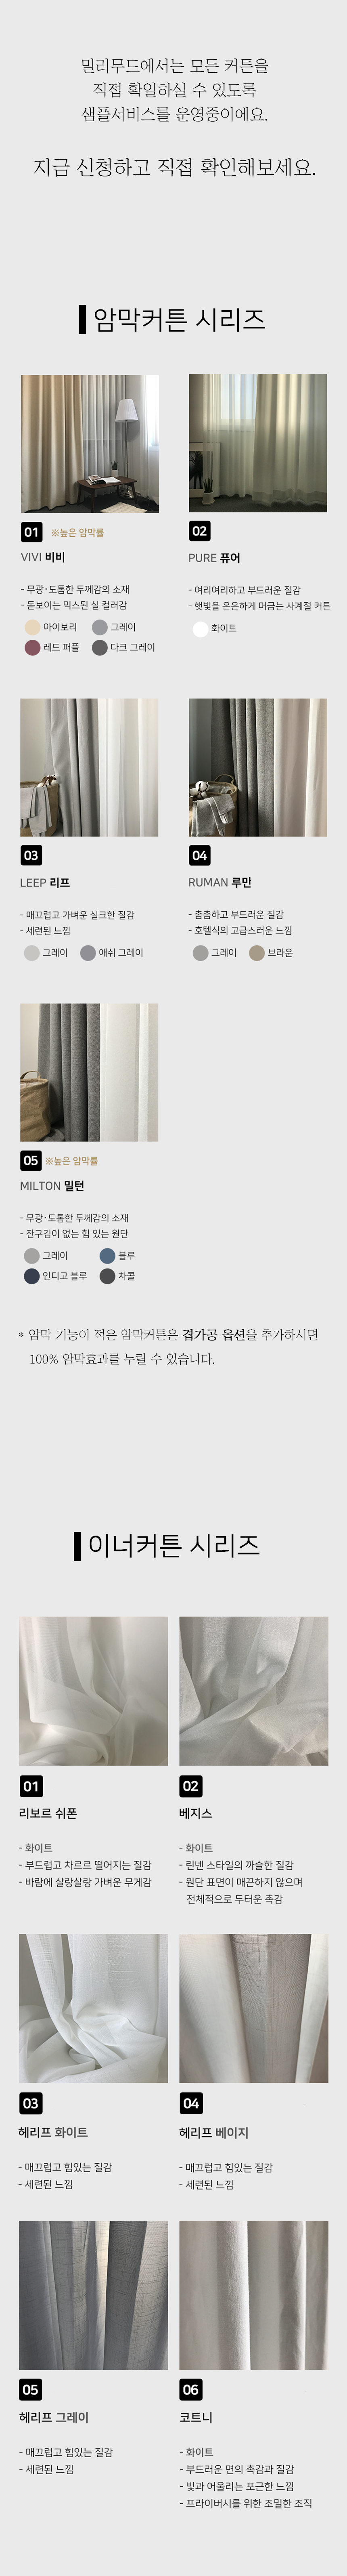 밀리무드에서는 모든 커튼을
직접 확일하실 수 있도록
샘플서비스를 운영중이에요.
지금 신청하고 직접 확인해보세요.
암막커튼 시리즈
01 ※높은 암막률
VIVI 비비
- 무광·도톰한 두께감의 소재
- 돋보이는 믹스된 실 컬러감
아이보리 그레이
레드 퍼플 다크 그레이
02
PURE 퓨어
- 여리여리하고 부드러운 질감
- 햇빛을 은은하게 머금는 사계절 커튼
화이트
03
LEEP 리프
- 매끄럽고 가벼운 실크한 질감
- 세련된 느낌
그레이 애쉬 그레이
04
RUMAN 루만
- 촘촘하고 부드러운 질감
- 호텔식의 고급스러운 느낌
그레이 브라운
05 ※높은 암막률
MILTON 밀턴
- 무광·도톰한 두께감의 소재
- 잔구김이 없는 힘 있는 원단
그레이 블루
인디고 블루 차콜
* 암막 기능이 적은 암막커튼은 겹가공 옵션을 추가하시면
100% 암막효과를 누릴 수 있습니다.
이너커튼 시리즈
01
리보르 쉬폰
- 화이트
- 부드럽고 차르르 떨어지는 질감
- 바람에 살랑살랑 가벼운 무게감
02
베지스
- 화이트
- 린넨 스타일의 까슬한 질감
- 원단 표면이 매끈하지 않으며
전체적으로 두터운 촉감
03
헤리프 화이트
- 매끄럽고 힘있는 질감
- 세련된 느낌
04
헤리프 베이지
- 매끄럽고 힘있는 질감
- 세련된 느낌
05
헤리프 그레이
- 매끄럽고 힘있는 질감
- 세련된 느낌
06
코트니
- 화이트
- 부드러운 면의 촉감과 질감
- 빛과 어울리는 포근한 느낌
- 프라이버시를 위한 조밀한 조직